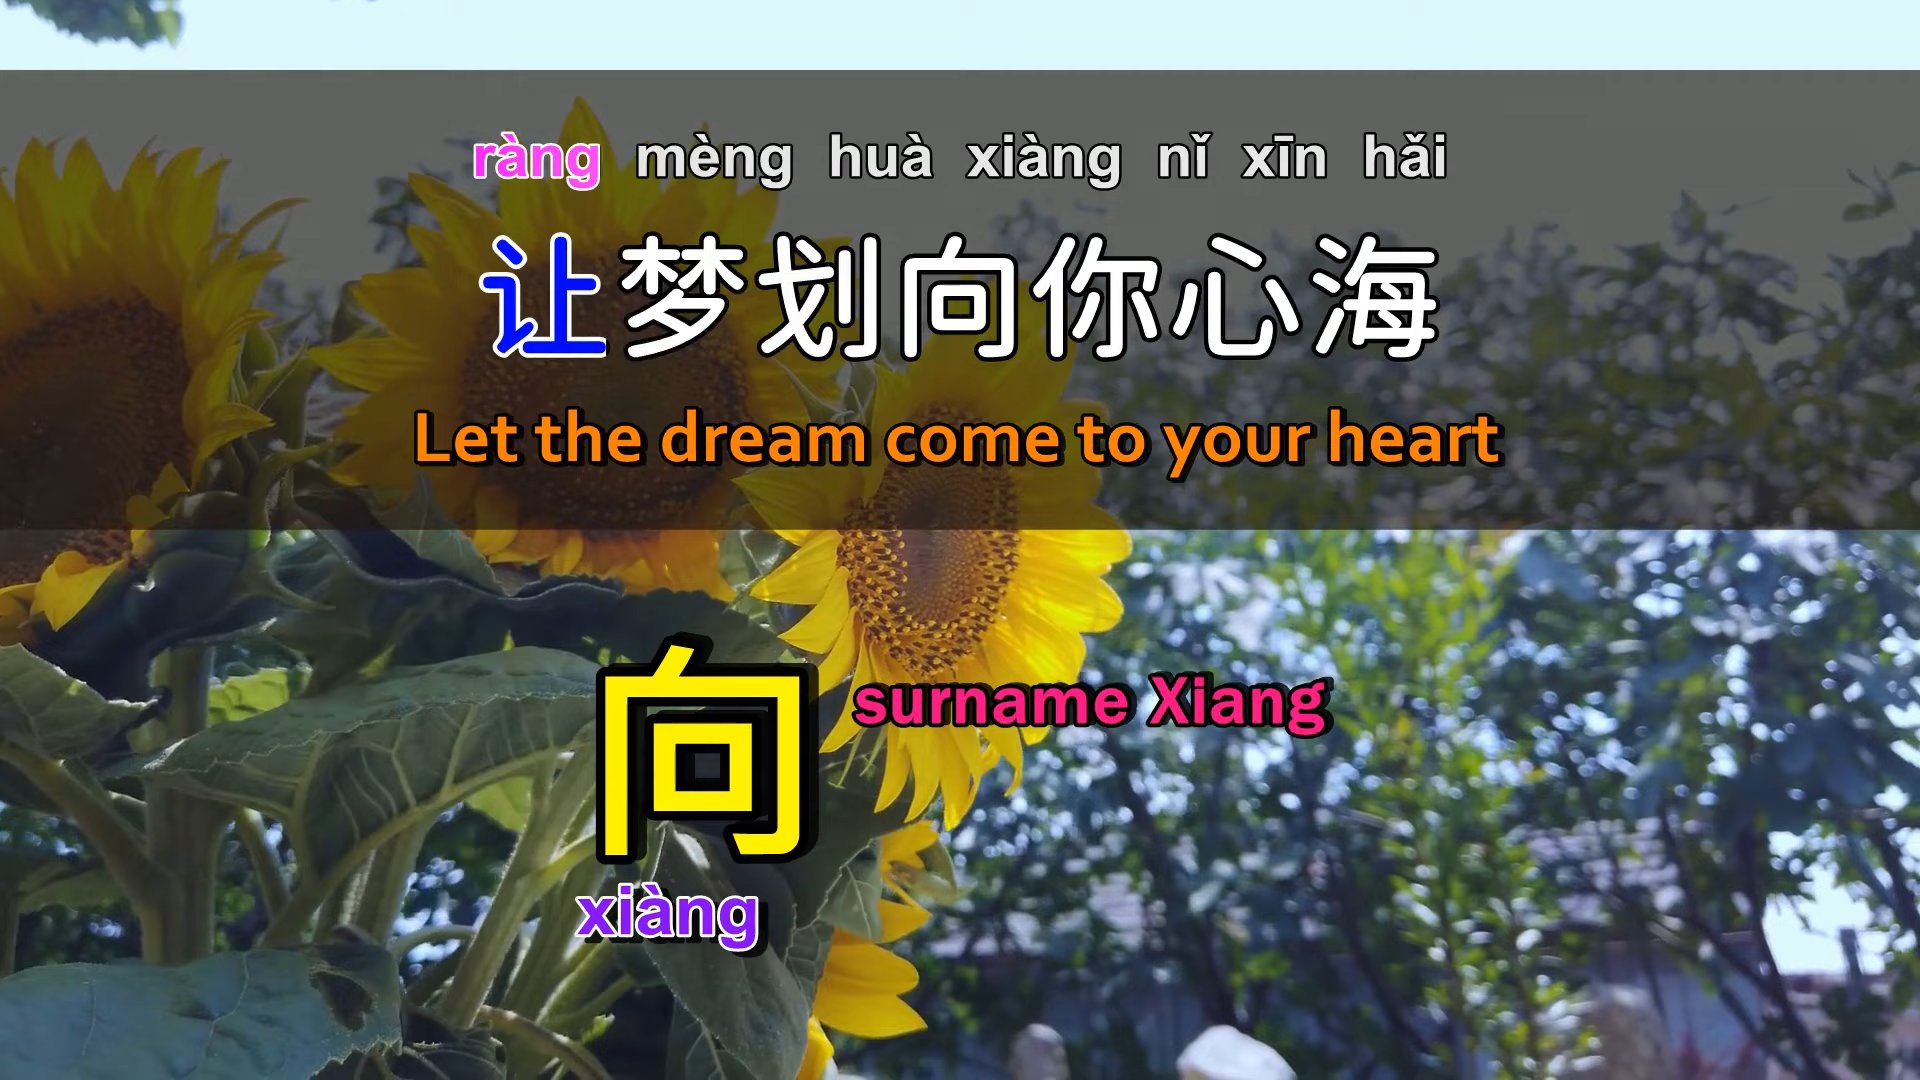 ràng mèng huà xiàng nǐ xīn hǎi
让梦划向你心海
Let the dream come to your heart
向
surname Xiang
xiàng